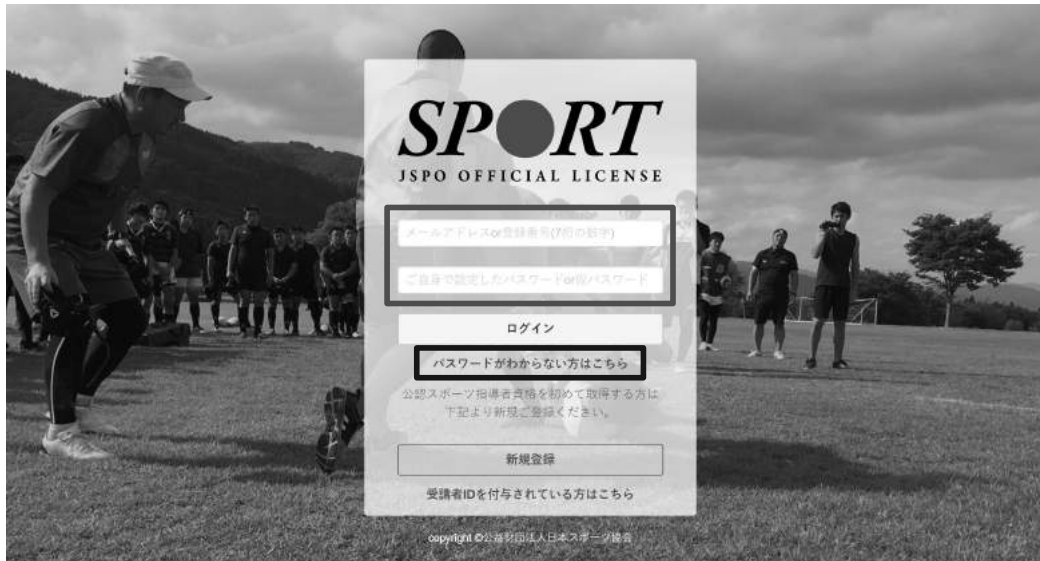 SPORT
JSPO OFFICIAL LICENSE
メールアドレスor登録番号(7桁の数字)
ご自身で設定したパスワードor仮パスワード
ログイン
パスワードがわからない方はこちら
公認スポーツ指導者資格を初めて取得する方は
下記より新規ご登録ください。
新規登録
受講者IDを付与されている方はこちら
copyright ©公益財団法人日本スポーツ協会